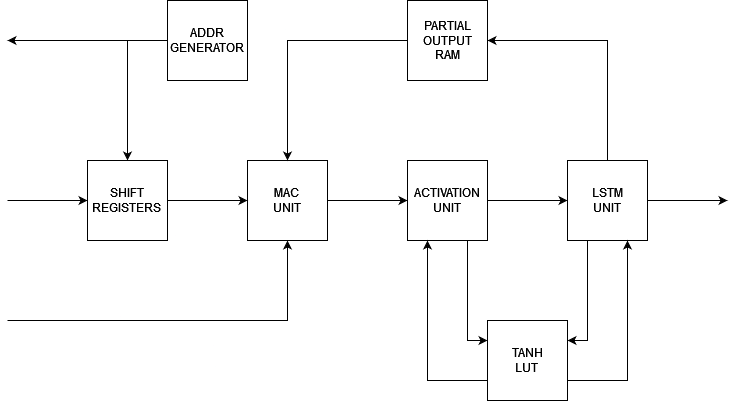 ADDR
GENERATOR
PARTIAL
OUTPUT
RAM
SHIFT
REGISTERS
MAC
UNIT
ACTIVATION
UNIT
LSTM
UNIT
TANH
LUT